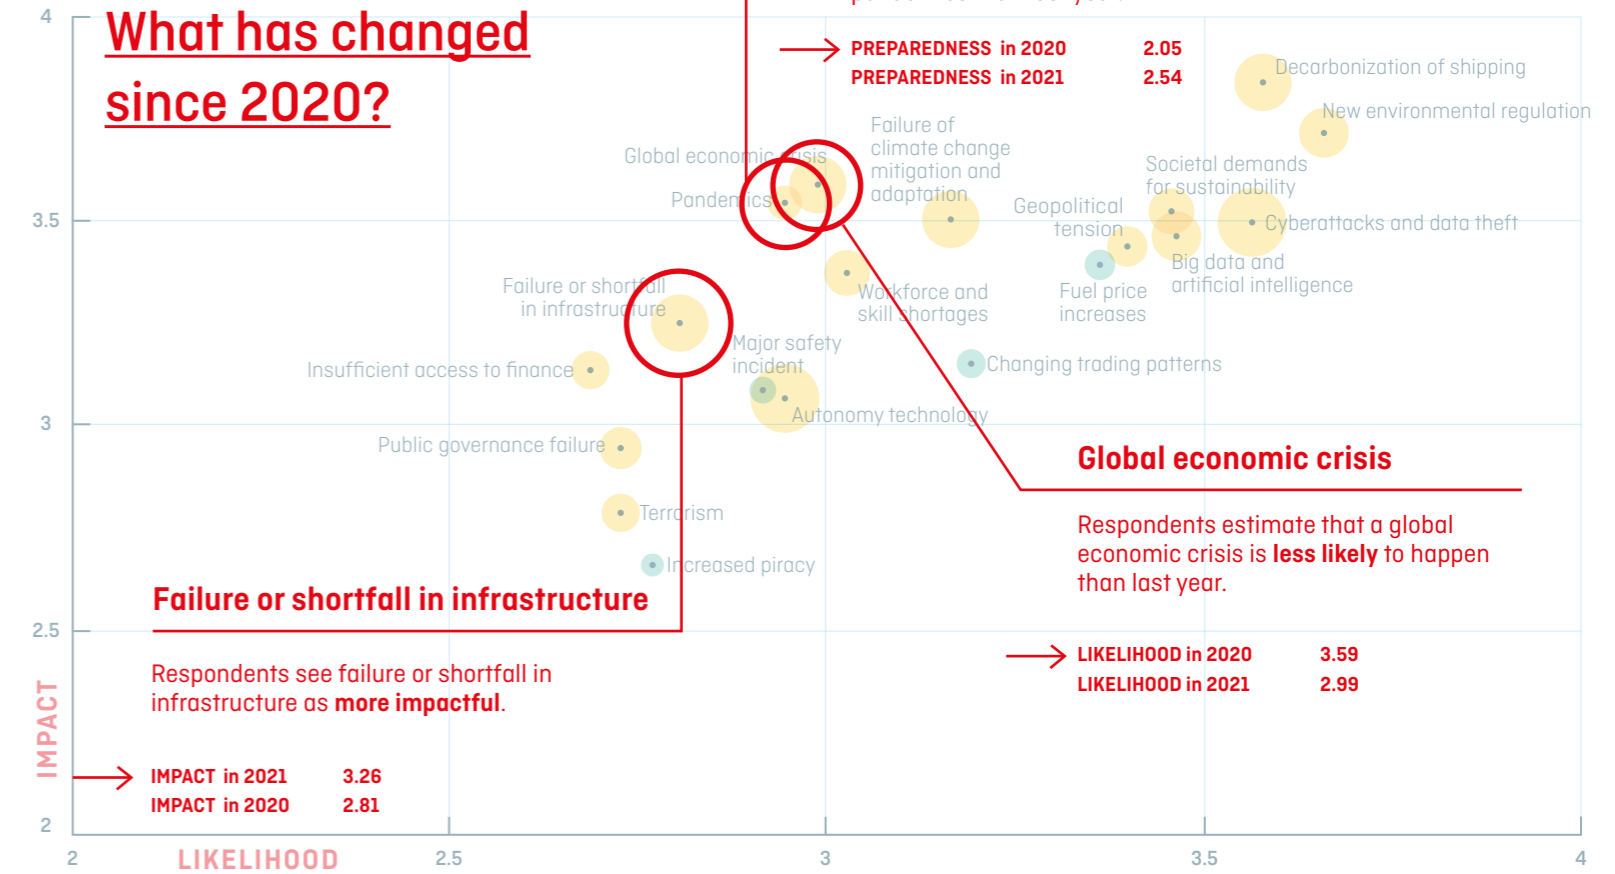 4
What has changed
since 2020?
PREPAREDNESS in 2020 2.05
PREPAREDNESS in 2021 2.54
Decarbonization of shipping
New environmental regulation
Failure of
climate change
mitigation and
adaptation
Global economic crisis
Pandemics
Societal demands
for sustainability
Geopolitical
tension
3.5
Cyberattacks and data theft
Big data and
artificial intelligence
Fuel price
increases
Workforce and
skill shortages
Failure or shortfall
in infrastructure
Major safety
incident
Changing trading patterns
Insufficient access to finance
Autonomy technology
3
Public governance failure
Terrorism
Increased piracy
Global economic crisis
Respondents estimate that a global
economic crisis is less likely to happen
than last year.
LIKELIHOOD in 2020 3.59
LIKELIHOOD in 2021 2.99
Failure or shortfall in infrastructure
2.5
Respondents see failure or shortfall in
infrastructure as more impactful.
IMPACT in 2021 3.26
IMPACT in 2020 2.81
IMPACT
2
2 2.5 3 3.5 4
LIKELIHOOD